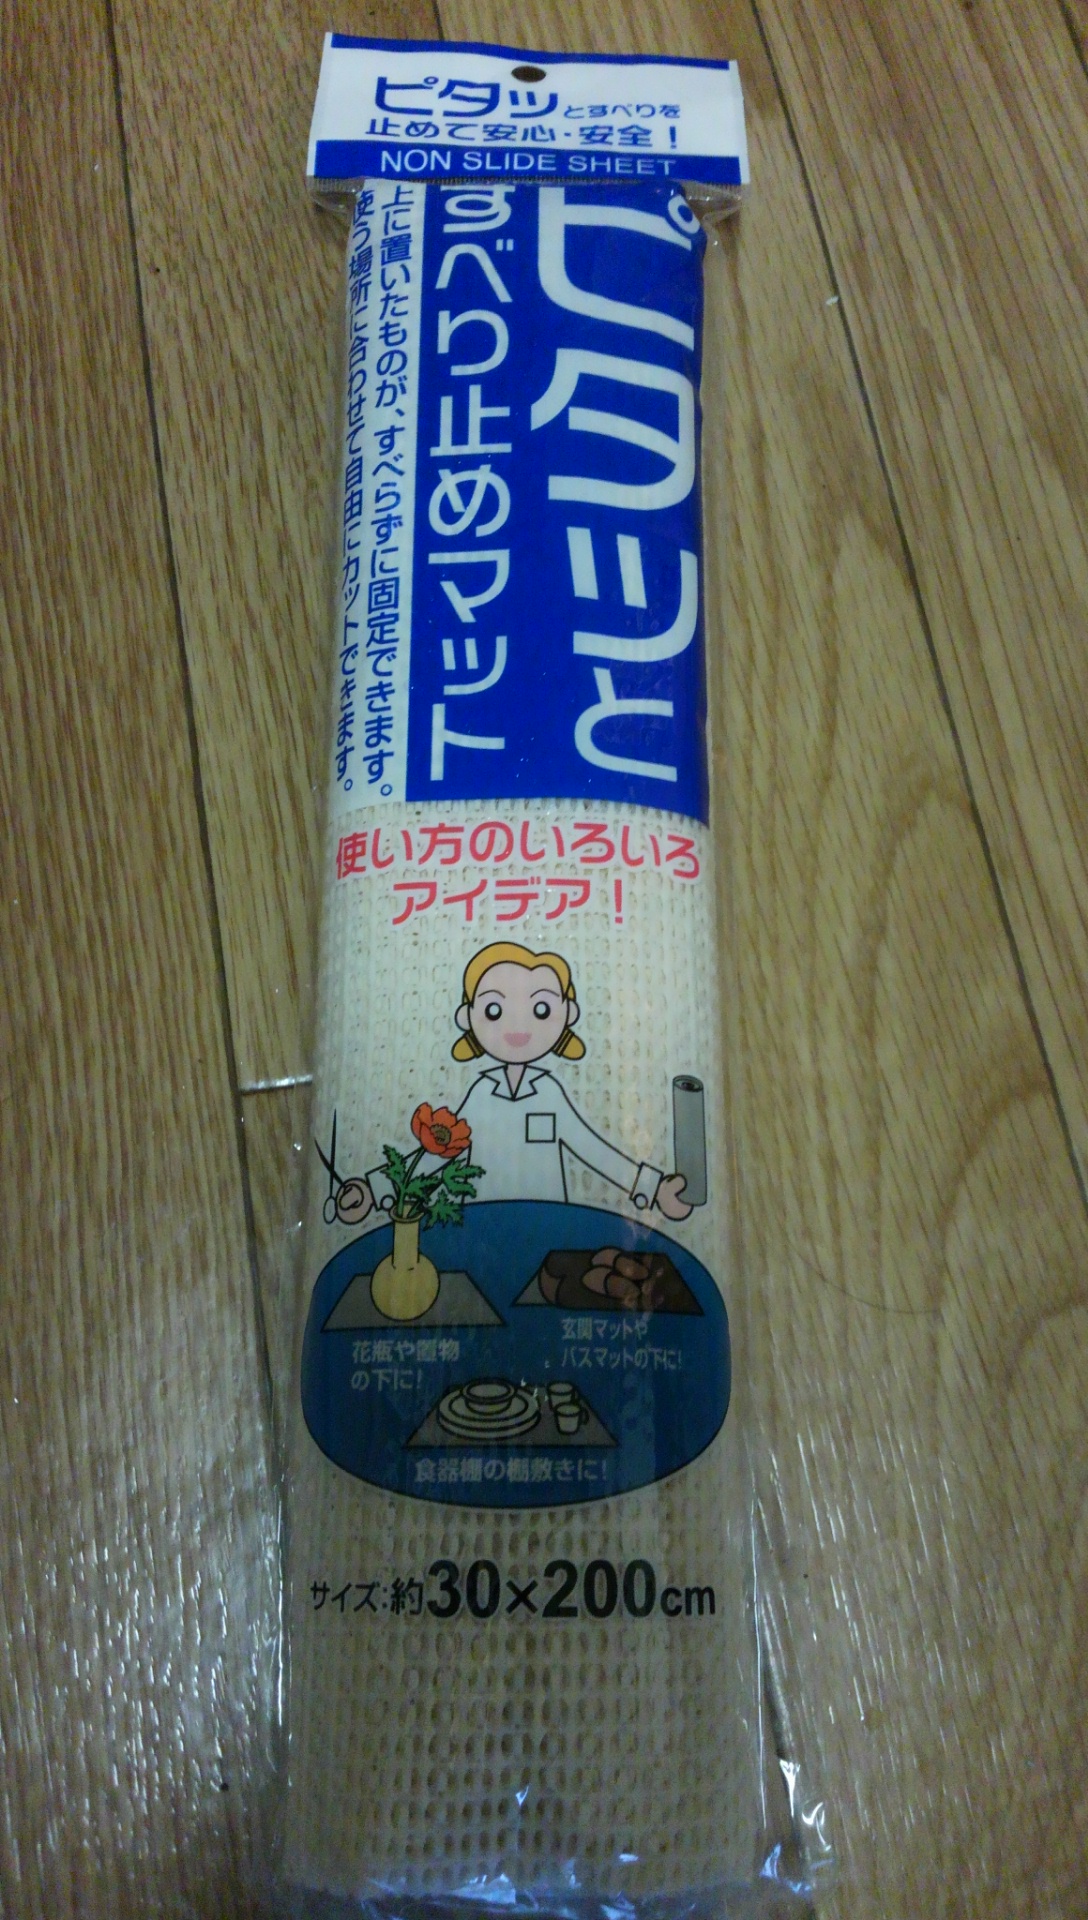 ピタッとすべりを
止めて安心・安全！
NON SLIDE SHEET
ピタッと
すべり止めマット
上に置いたものが、すべらずに固定できます。
使う場所に合わせて自由にカットできます。
使い方のいろいろ
アイデア！
花瓶や置物
の下に！
玄関マットや
バスマットの下に！
食器棚の棚敷きに！
サイズ：約30×200cm